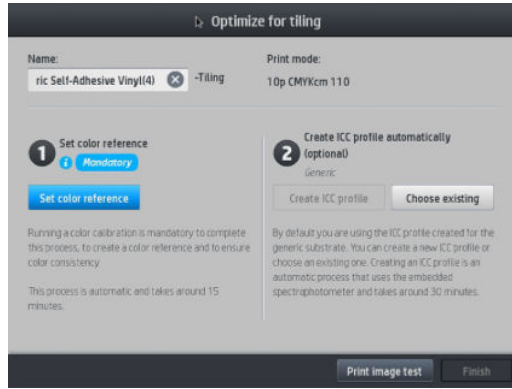 Optimize for tiling
Name:
ric Self-Adhesive Vinyl(4)
-Tiling
Print mode:
10p CMYKcm 110
1
Set color reference
i Mandatory
Set color reference
Running a color calibration is mandatory to complete
this process, to create a color reference and to ensure
color consistency
This process is automatic and takes around 15
minutes.
2
Create ICC profile automatically
(optional)
Generic
Create ICC profile
Choose existing
By default you are using the ICC profile created for the
generic substrate. You can create a new ICC profile or
choose an existing one. Creating an ICC profile is an
automatic process that uses the embedded
spectrophotometer and takes around 30 minutes.
Print image test
Finish